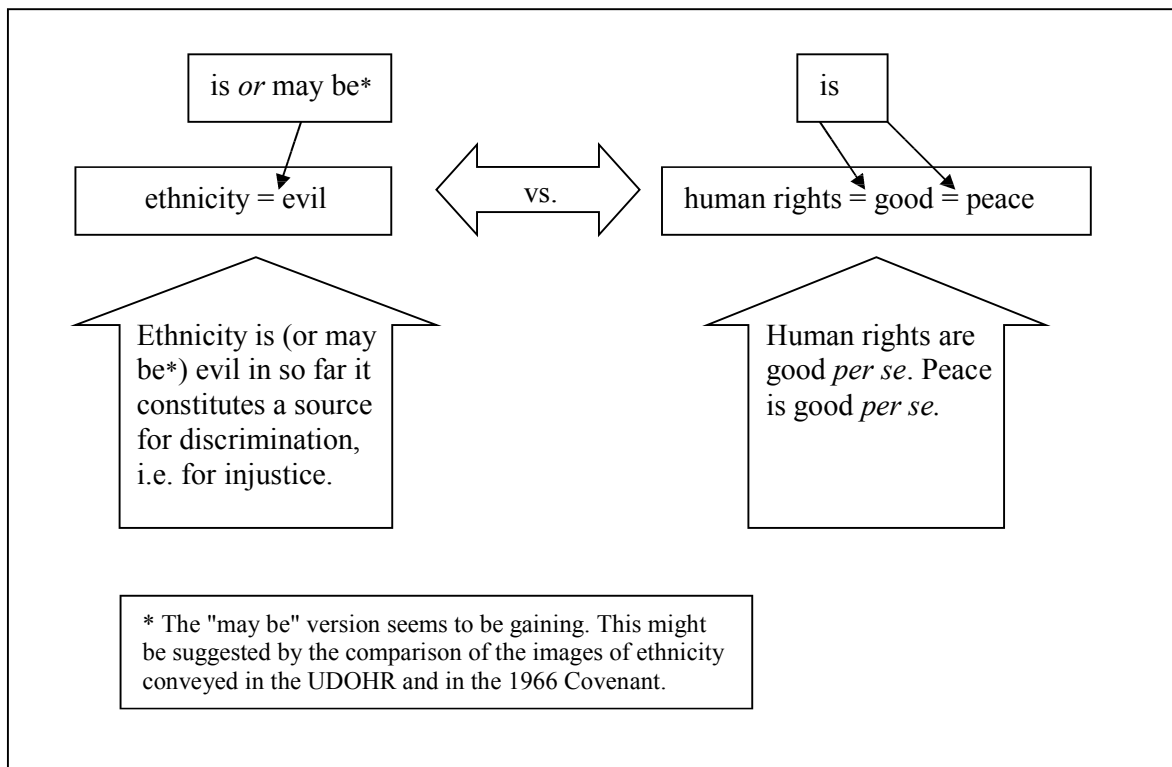 is or may be*
is
ethnicity = evil
vs.
human rights = good = peace
Ethnicity is (or may
be*) evil in so far it
constitutes a source
for discrimination,
i.e. for injustice.
Human rights are
good per se. Peace
is good per se.
* The "may be" version seems to be gaining. This might
be suggested by the comparison of the images of ethnicity
conveyed in the UDOHR and in the 1966 Covenant.